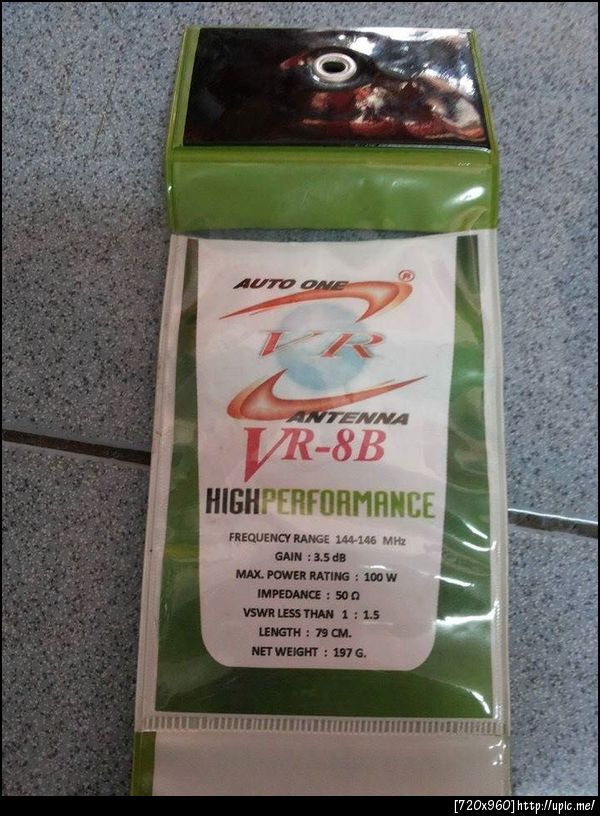 AUTO ONE ®
VR
ANTENNA
VR-8B
HIGHPERFORMANCE
FREQUENCY RANGE 144-146 MHz
GAIN : 3.5 dB
MAX. POWER RATING : 100 W
IMPEDANCE : 50 Ω
VSWR LESS THAN 1 : 1.5
LENGTH : 79 CM.
NET WEIGHT : 197 G.
[720x960]http://upic.me/